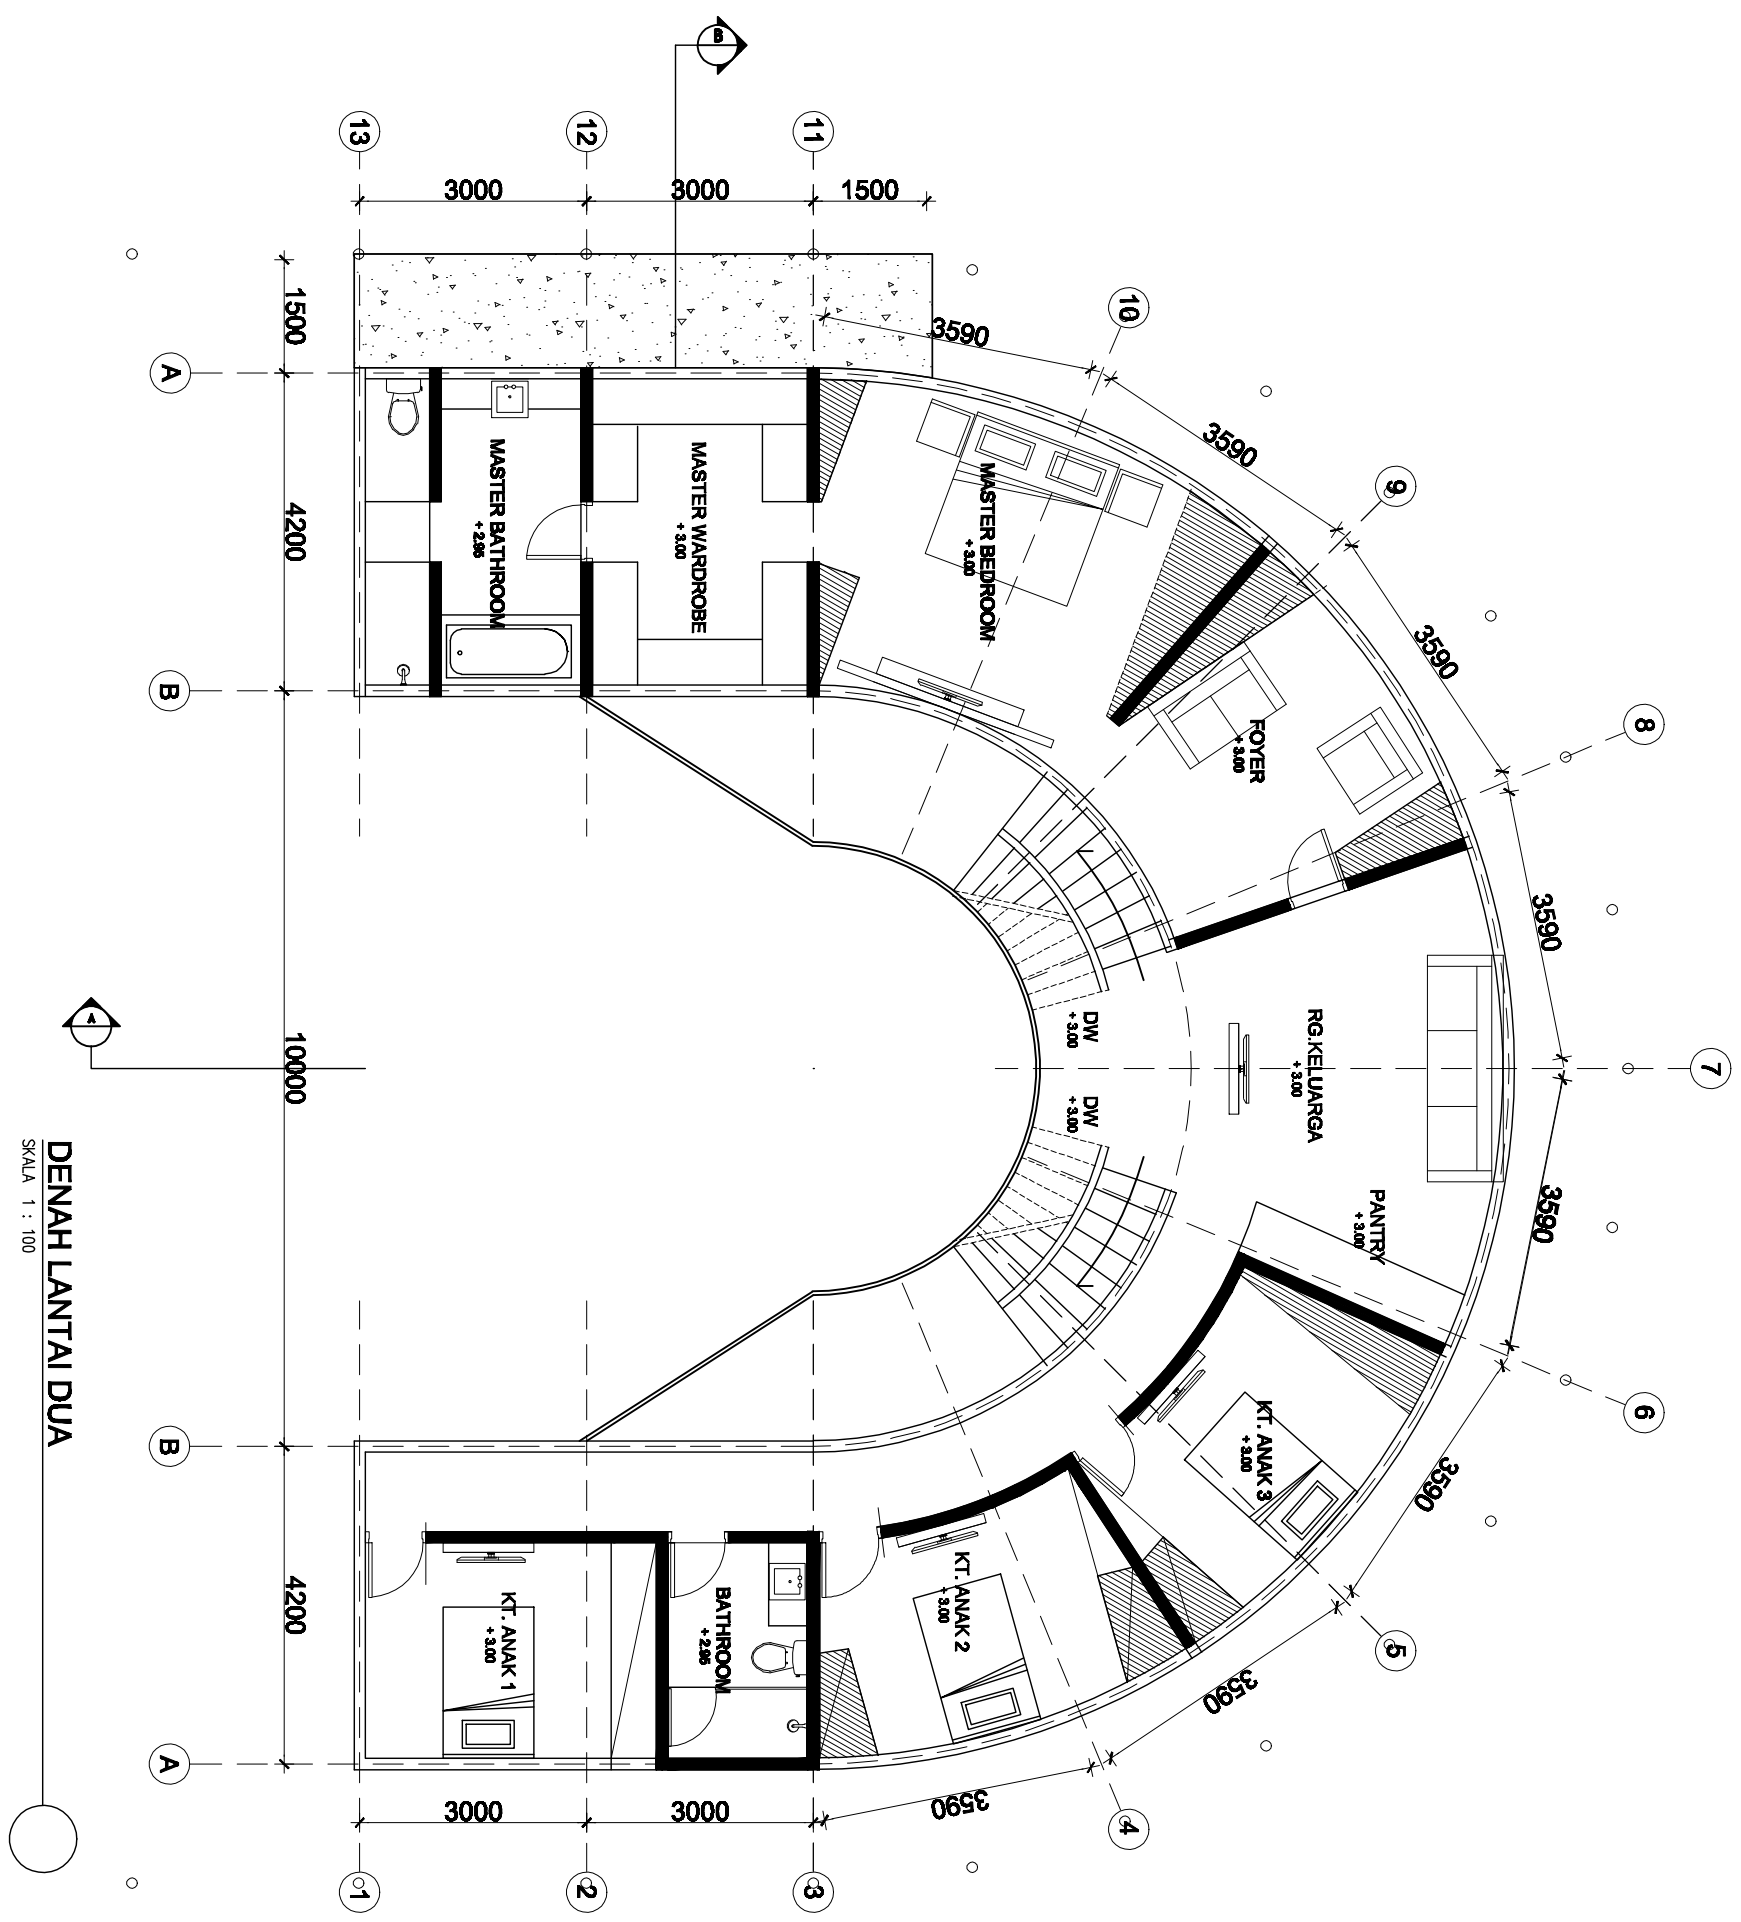 B
13
12
11
3000
3000
1500
10
3590
9
3590
8
3590
7
3590
6
3590
5
3590
4
3590
3590
1500
A
4200
B
10000
A
B
4200
A
MASTER BATHROOM
+ 2.95
MASTER WARDROBE
+ 3.00
MASTER BEDROOM
+ 3.00
FOYER
+ 3.00
RG.KELUARGA
+ 3.00
DW
+ 3.00
DW
+ 3.00
PANTRY
+ 3.00
KT. ANAK 3
+ 3.00
KT. ANAK 2
+ 3.00
BATHROOM
+ 2.95
KT. ANAK 1
+ 3.00
3000
3000
1
2
3
DENAH LANTAI DUA
SKALA 1 : 100